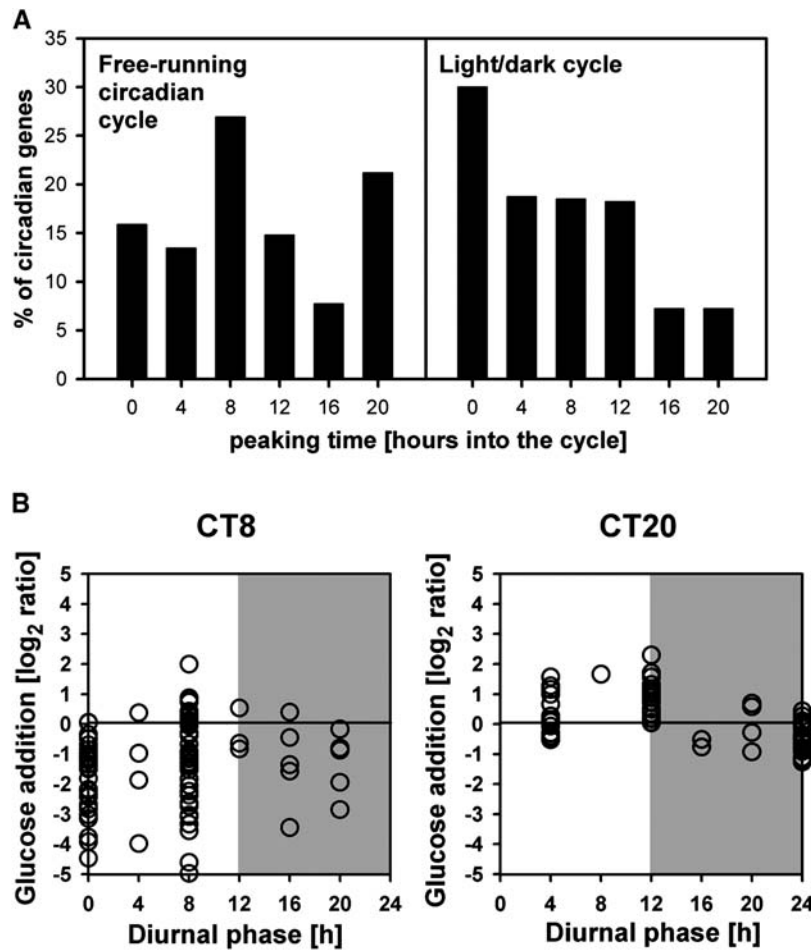 A
Free-running
circadian
cycle
Light/dark cycle
% of circadian genes
35
30
25
20
15
10
5
0
0 4 8 12 16 20 0 4 8 12 16 20
peaking time [hours into the cycle]
B
CT8
CT20
Glucose addition [log2 ratio]
5
4
3
2
1
0
-1
-2
-3
-4
-5
0 4 8 12 16 20 24
Diurnal phase [h]
Glucose addition [log2 ratio]
5
4
3
2
1
0
-1
-2
-3
-4
-5
0 4 8 12 16 20 24
Diurnal phase [h]